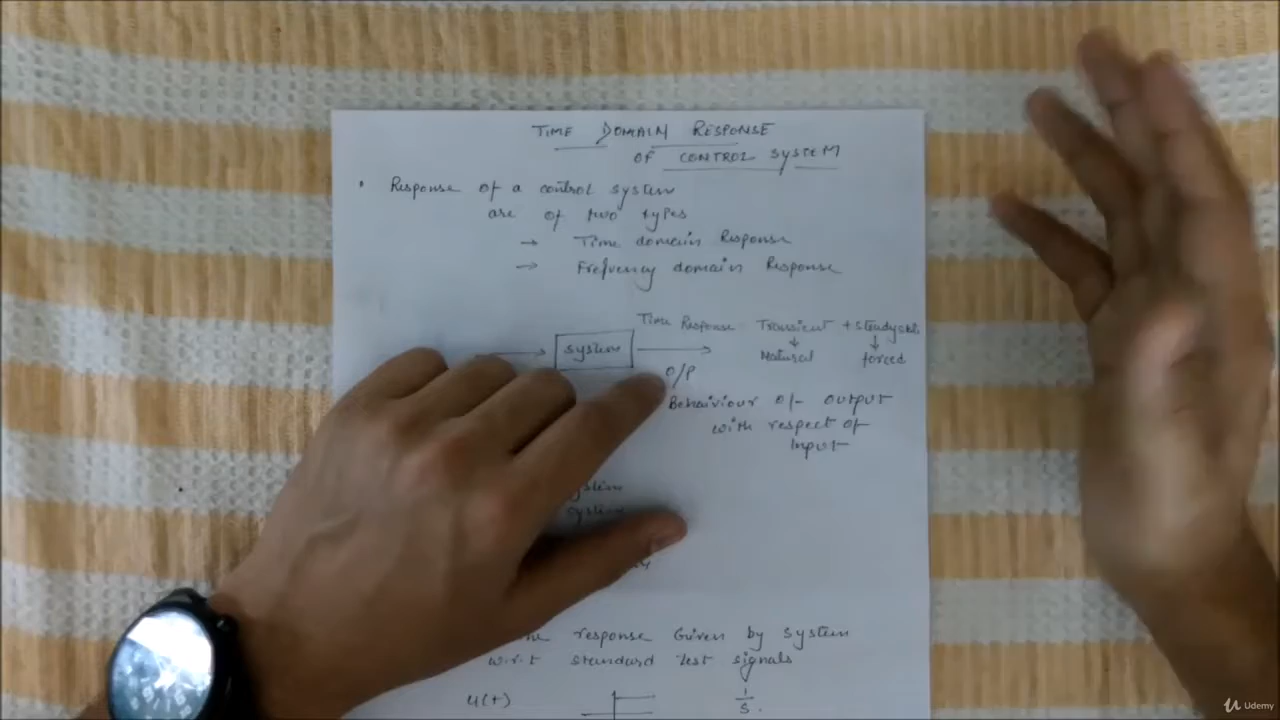 TIME DOMAIN RESPONSE
OF CONTROL SYSTEM
• Response of a control system
are of two types
→ Time domain Response
→ Frequency domain Response
Time Response Transient + steady
system
Natural forced
O/P
Behaiviour of output
with respect of
input
response Given by system
w.r.t standard test signals
u(t) 1/s.
Udemy